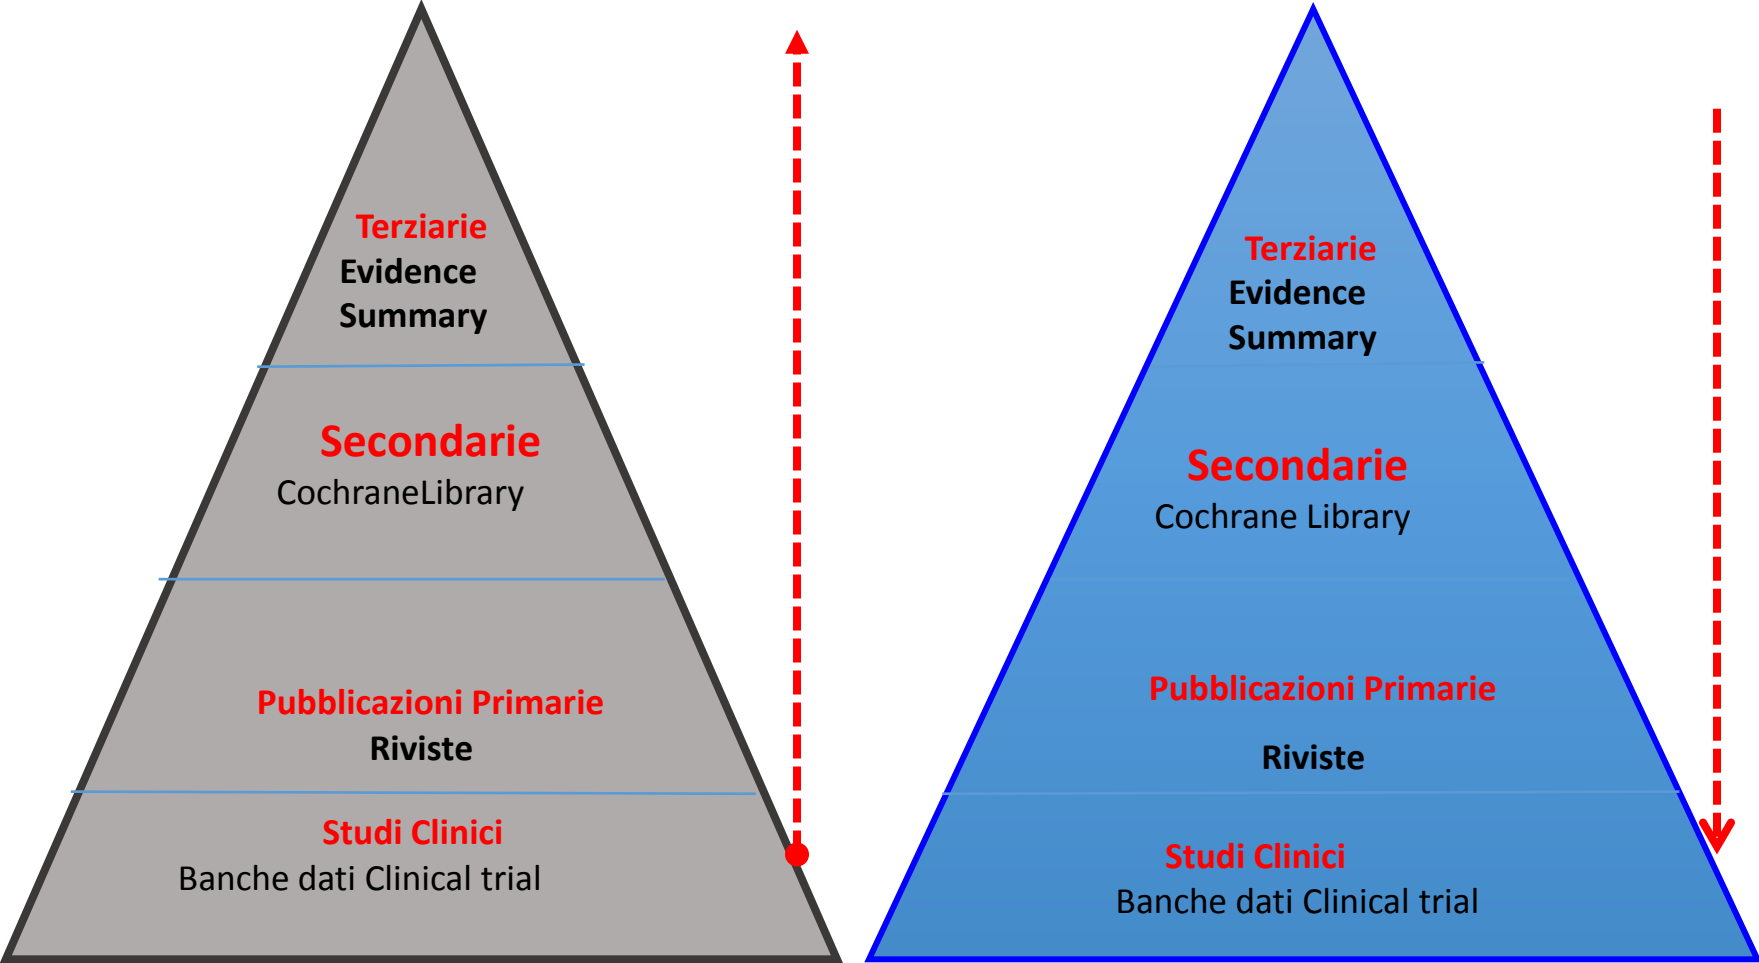 Terziarie
Evidence
Summary
Secondarie
CochraneLibrary
Pubblicazioni Primarie
Riviste
Studi Clinici
Banche dati Clinical trial
Terziarie
Evidence
Summary
Secondarie
Cochrane Library
Pubblicazioni Primarie
Riviste
Studi Clinici
Banche dati Clinical trial